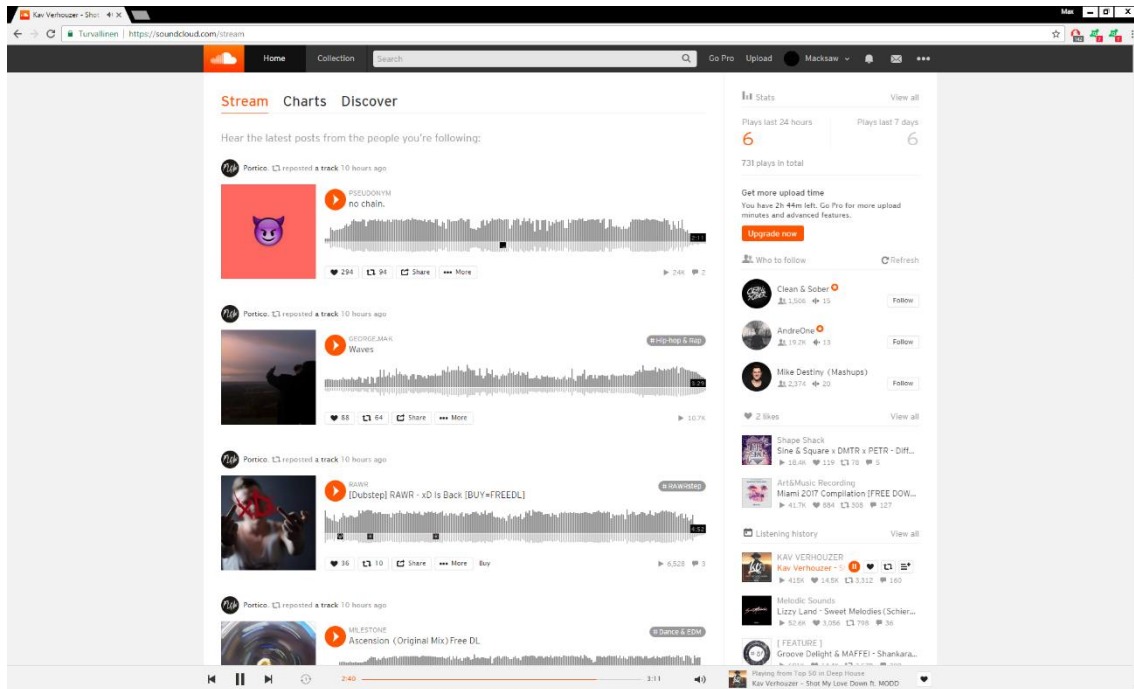 Kav Verhouzer - Shot
Max
Turvallinen | https://soundcloud.com/stream
Home
Collection
Search
Go Pro
Upload
Macksaw
Stream
Charts
Discover
Hear the latest posts from the people you're following:
Portico. reposted a track 10 hours ago
PSEUDONYM
no chain.
2:11
294
94
Share
More
24K
2
Portico. reposted a track 10 hours ago
GEORGE.MAK
Waves
# Hip-hop & Rap
3:29
68
64
Share
More
10.7K
Portico. reposted a track 10 hours ago
RAWR
[Dubstep] RAWR - xD Is Back [BUY=FREEDL]
# RAWRstep
4:52
36
10
Share
More
Buy
6,528
3
Portico. reposted a track 10 hours ago
MILESTONE
Ascension (Original Mix) Free DL
# Dance & EDM
Stats
View all
Plays last 24 hours
Plays last 7 days
6
6
731 plays in total
Get more upload time
You have 2h 44m left. Go Pro for more upload
minutes and advanced features.
Upgrade now
Who to follow
Refresh
Clean & Sober
1,506
15
Follow
AndreOne
19.2K
13
Follow
Mike Destiny (Mashups)
2,374
20
Follow
2 likes
View all
Shape Shack
Sine & Square x DMTR x PETR - Diff...
18.4K
119
78
5
Art&Music Recording
Miami 2017 Compilation [FREE DOW...
41.7K
884
208
127
Listening history
View all
KAV VERHOUZER
Kav Verhouzer - S
415K
14.5K
3,312
160
Melodic Sounds
Lizzy Land - Sweet Melodies (Schier...
52.6K
3,056
798
36
[ FEATURE ]
Groove Delight & MAFFEI - Shankara...
2:40
3:11
Playing from Top 50 in Deep House
Kav Verhouzer - Shot My Love Down ft. MODD